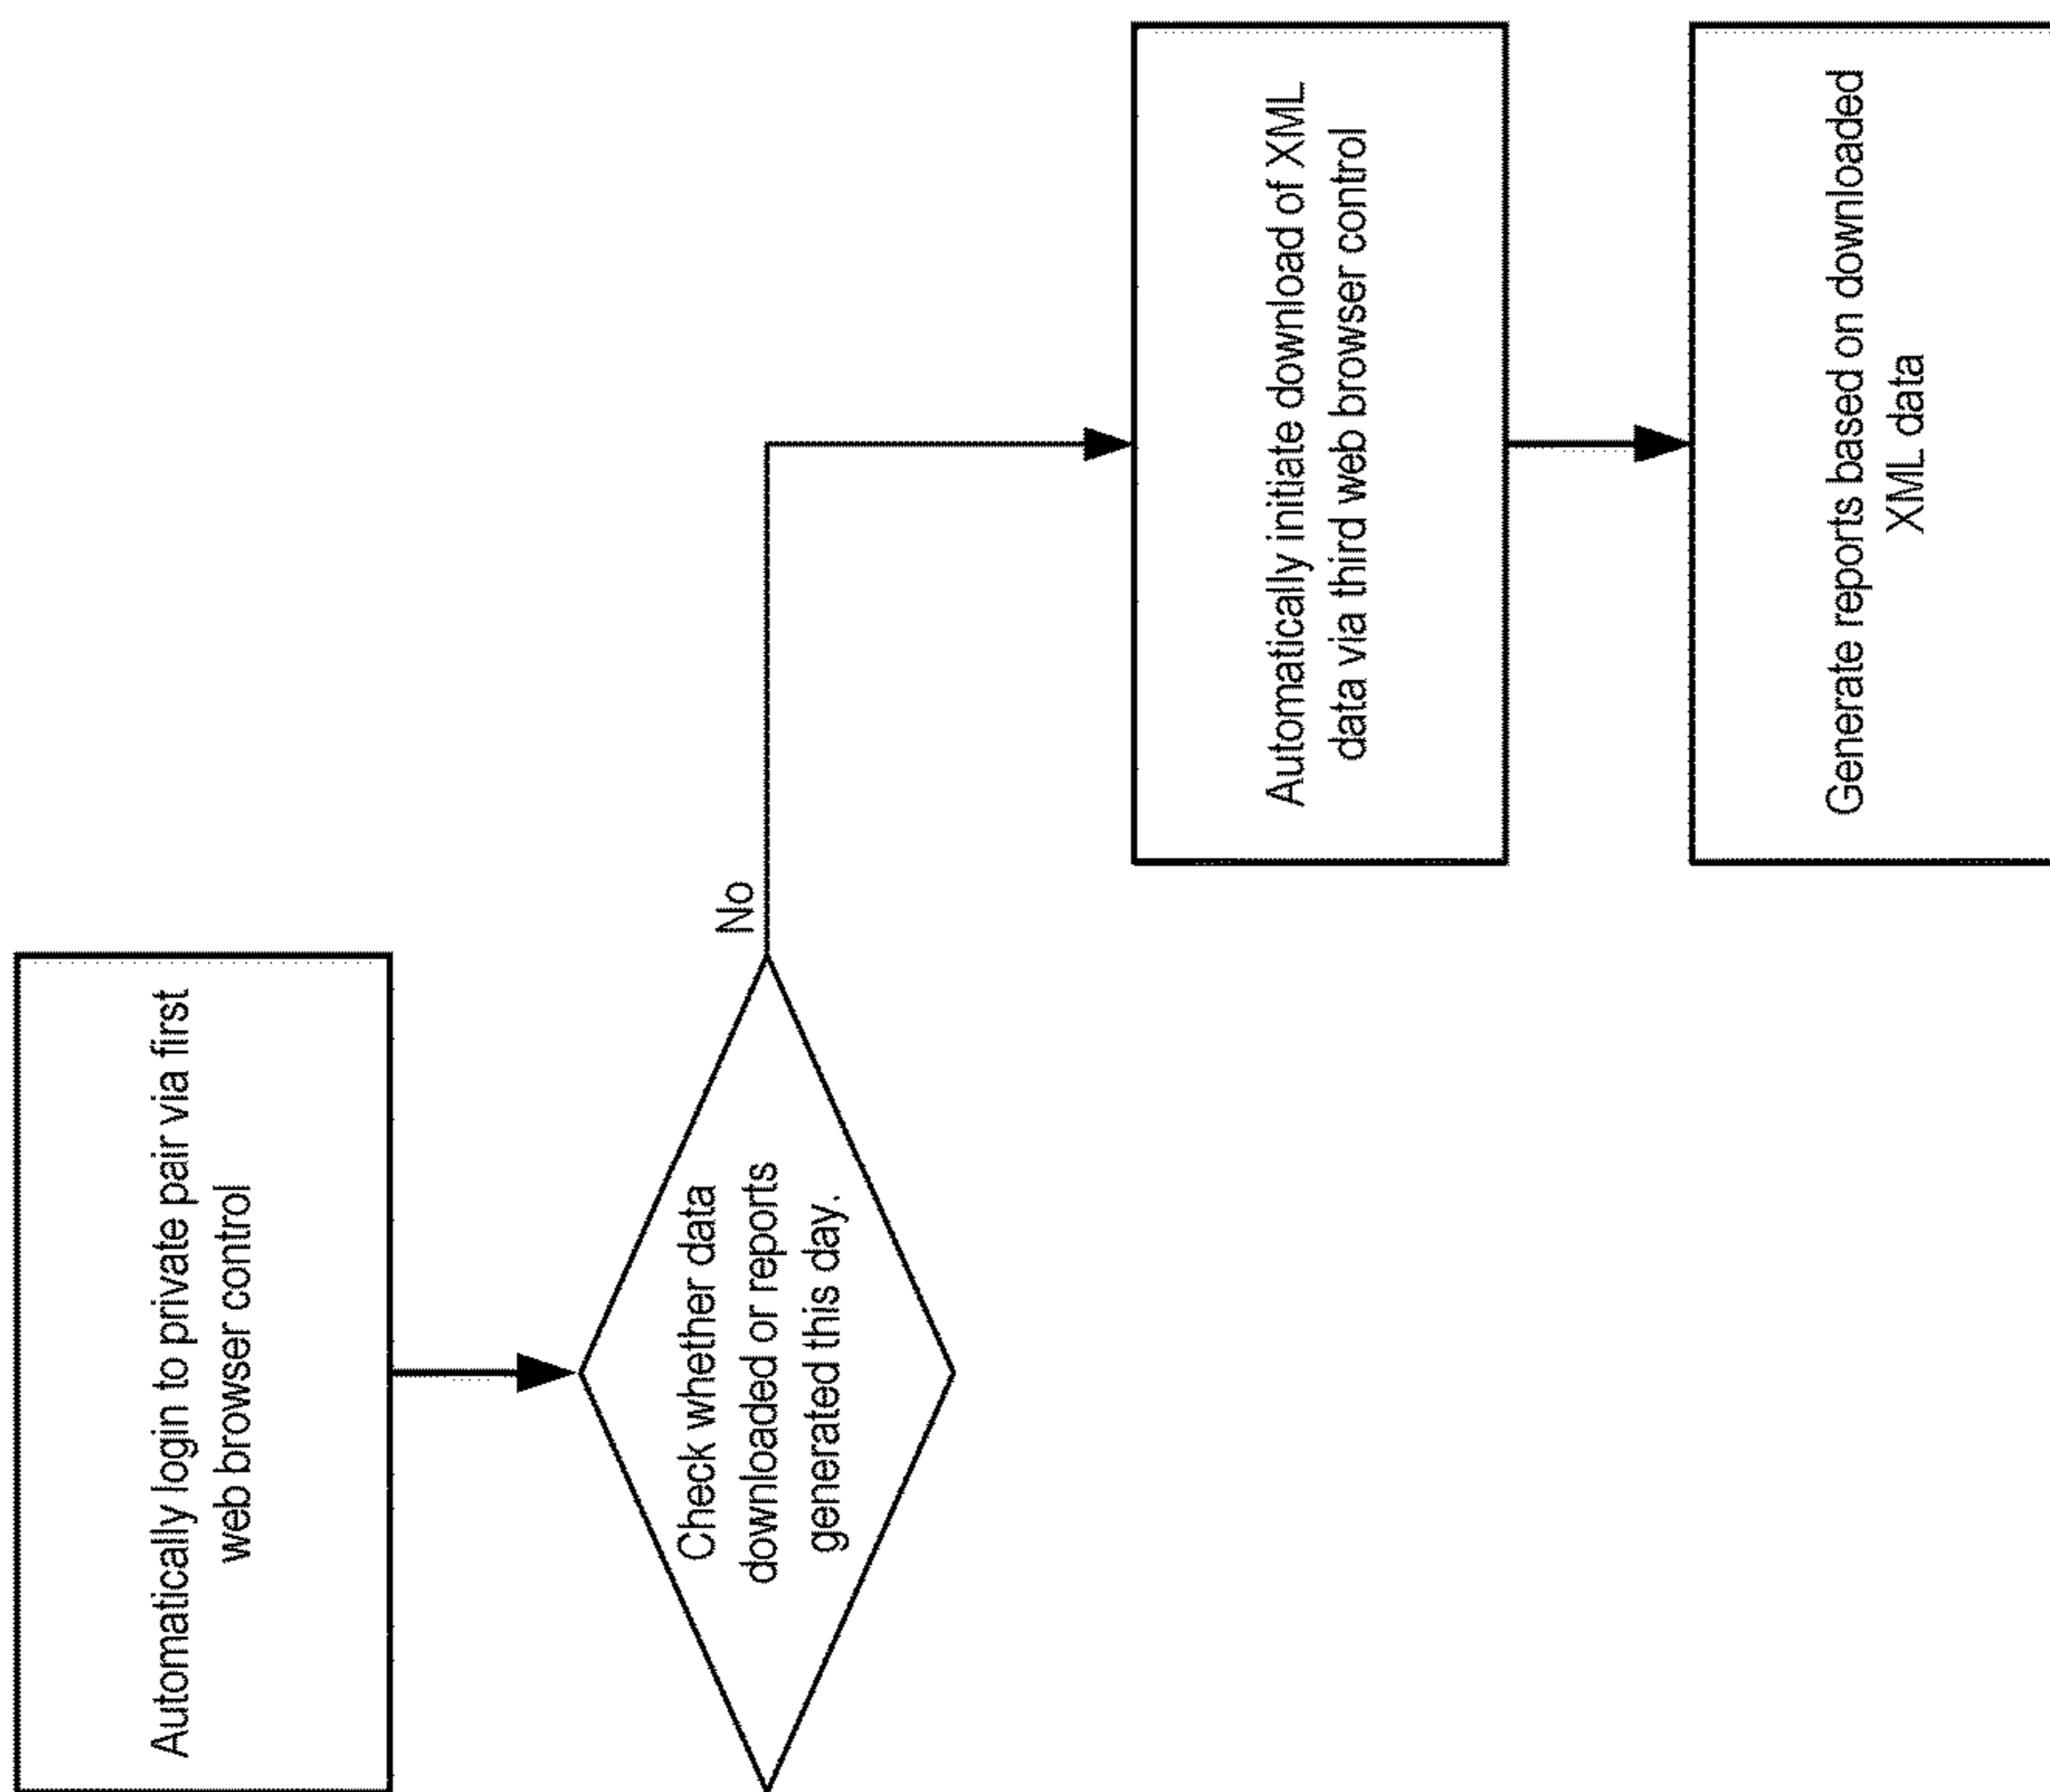 Automatically login to private pair via first
web browser control
Check whether data
downloaded or reports
generated this day.
No
Automatically initiate download of XML
data via third web browser control
Generate reports based on downloaded
XML data